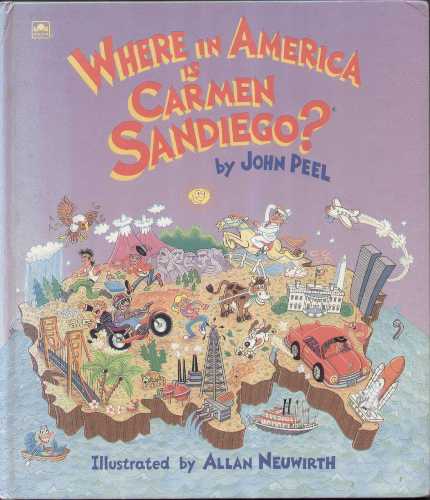 WHERE IN AMERICA
IS
CARMEN
SANDIEGO?
by JOHN PEEL
Illustrated by ALLAN NEUWIRTH